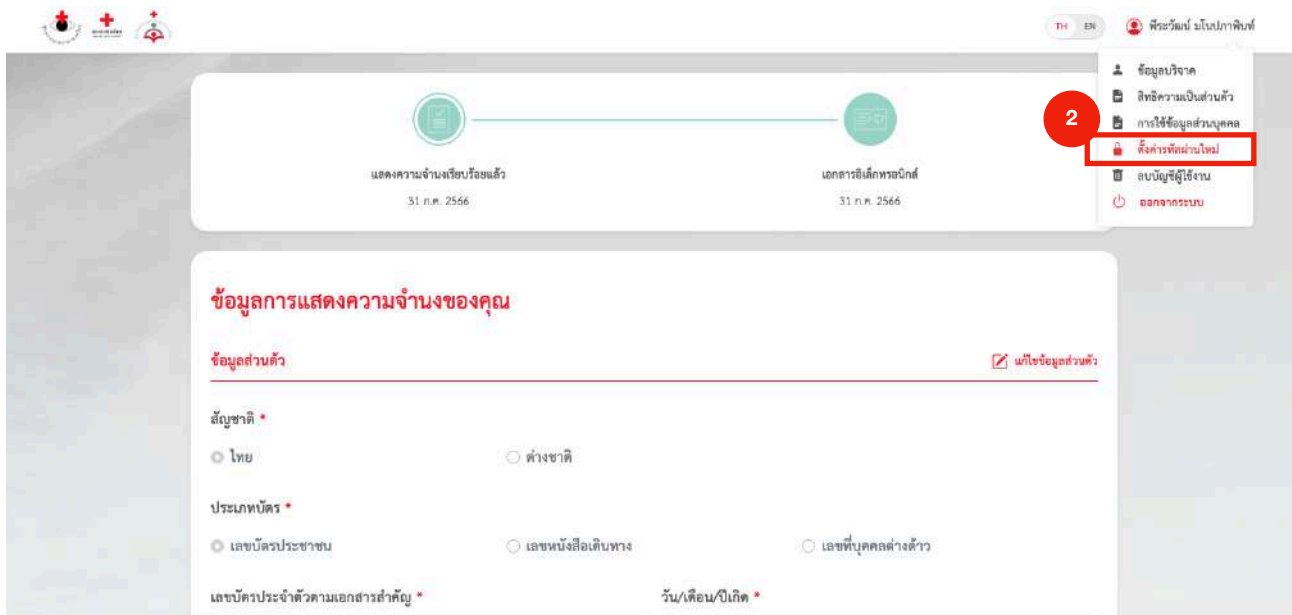 TH EN พีระวัฒน์ มโนปภาพิมท์
ข้อมูลบริจาค
สิทธิความเป็นส่วนตัว
2
การใช้ข้อมูลส่วนบุคคล
ตั้งค่ารหัสผ่านใหม่
ลบบัญชีผู้ใช้งาน
ออกจากระบบ
แสดงความจำนงเรียบร้อยแล้ว เอกสารอิเล็กทรอนิกส์
31 ก.ค. 2566 31 ก.ค. 2566
ข้อมูลการแสดงความจำนงของคุณ
ข้อมูลส่วนตัว แก้ไขข้อมูลส่วนตัว
สัญชาติ *
ไทย ต่างชาติ
ประเภทบัตร *
เลขบัตรประชาชน เลขหนังสือเดินทาง เลขที่บุคคลต่างด้าว
เลขบัตรประจำตัวตามเอกสารสำคัญ * วัน/เดือน/ปีเกิด *